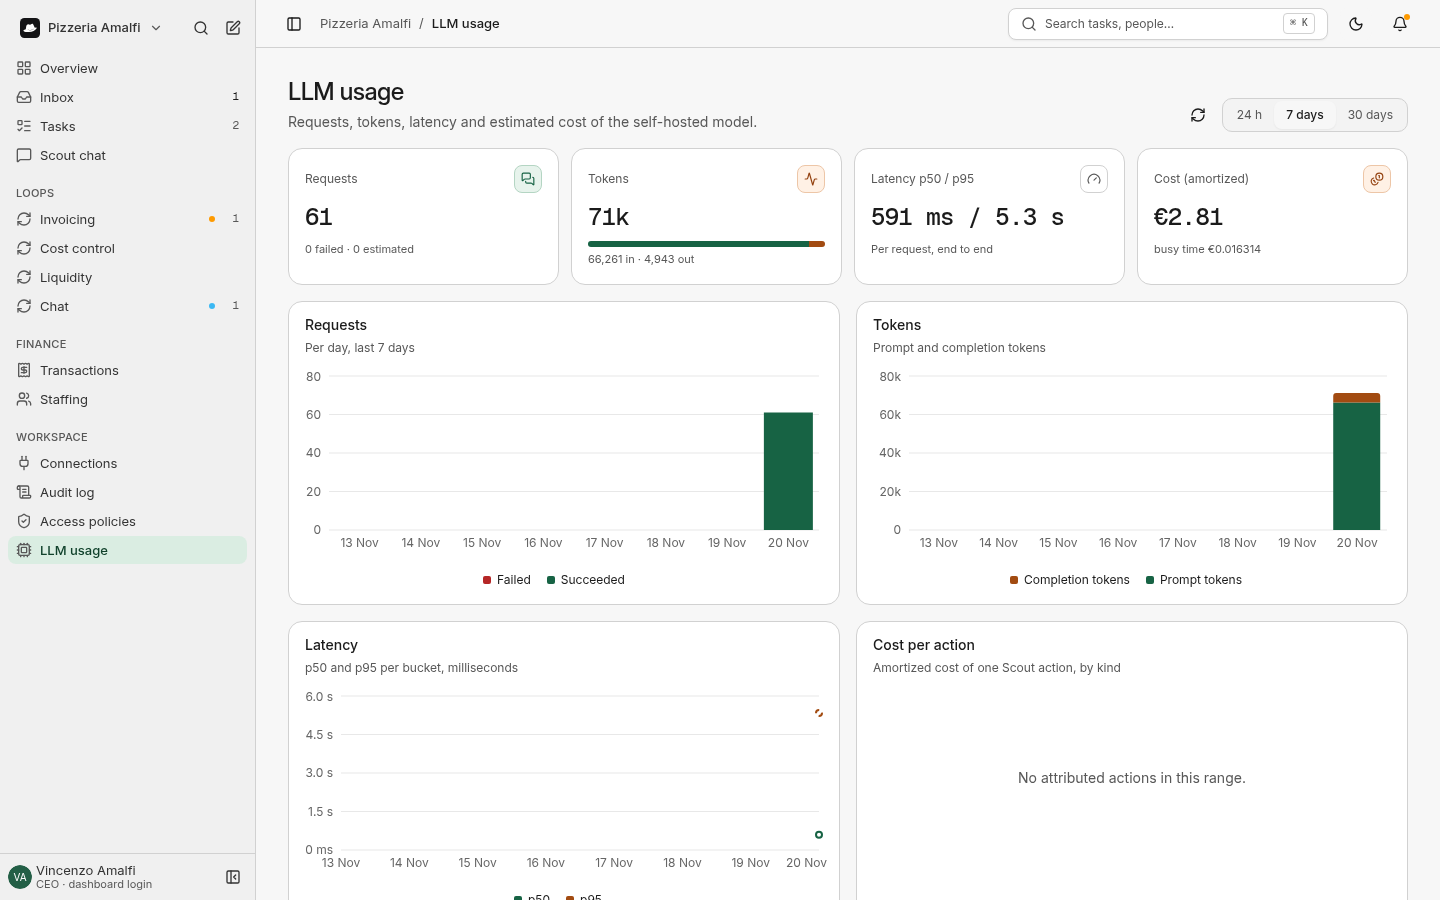 Pizzeria Amalfi
Overview
Inbox 1
Tasks 2
Scout chat
LOOPS
Invoicing 1
Cost control
Liquidity
Chat 1
FINANCE
Transactions
Staffing
WORKSPACE
Connections
Audit log
Access policies
LLM usage
VA
Vincenzo Amalfi
CEO · dashboard login
Pizzeria Amalfi / LLM usage
Search tasks, people... ⌘ K
LLM usage
Requests, tokens, latency and estimated cost of the self-hosted model.
24 h 7 days 30 days
Requests
61
0 failed · 0 estimated
Tokens
71k
66,261 in · 4,943 out
Latency p50 / p95
591 ms / 5.3 s
Per request, end to end
Cost (amortized)
€2.81
busy time €0.016314
Requests
Per day, last 7 days
80
60
40
20
0
13 Nov 14 Nov 15 Nov 16 Nov 17 Nov 18 Nov 19 Nov 20 Nov
Failed Succeeded
Tokens
Prompt and completion tokens
80k
60k
40k
20k
0
13 Nov 14 Nov 15 Nov 16 Nov 17 Nov 18 Nov 19 Nov 20 Nov
Completion tokens Prompt tokens
Latency
p50 and p95 per bucket, milliseconds
6.0 s
4.5 s
3.0 s
1.5 s
0 ms
13 Nov 14 Nov 15 Nov 16 Nov 17 Nov 18 Nov 19 Nov 20 Nov
p50 p95
Cost per action
Amortized cost of one Scout action, by kind
No attributed actions in this range.